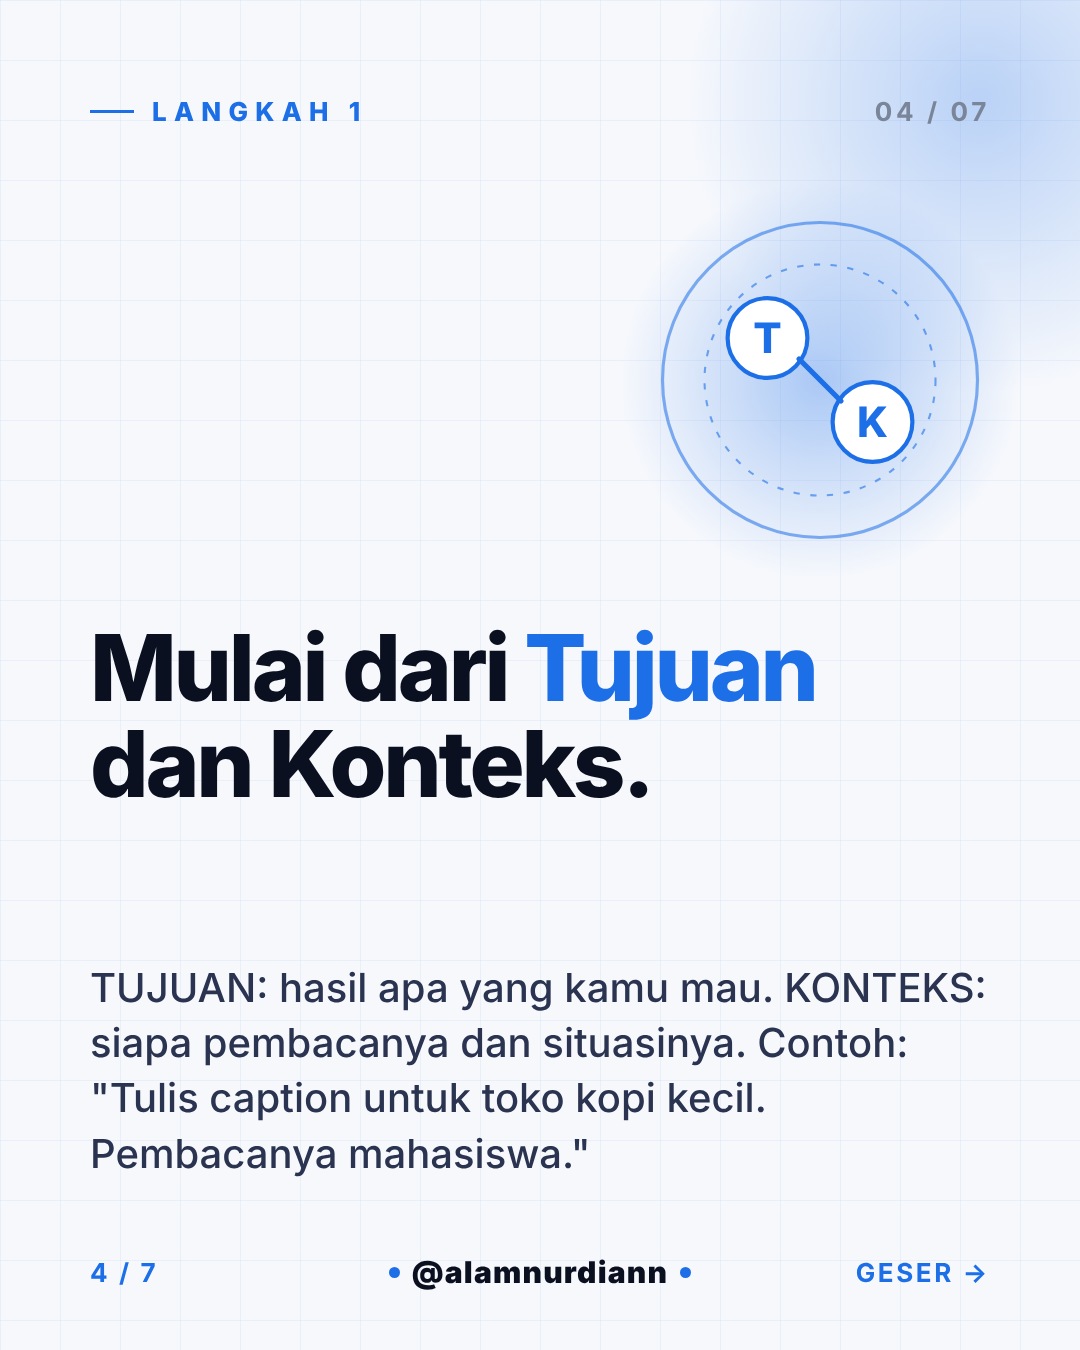 LANGKAH 1
04 / 07
T
K
Mulai dari Tujuan
dan Konteks.
TUJUAN: hasil apa yang kamu mau. KONTEKS:
siapa pembacanya dan situasinya. Contoh:
"Tulis caption untuk toko kopi kecil.
Pembacanya mahasiswa."
4 / 7
• @alamnurdiann •
GESER →